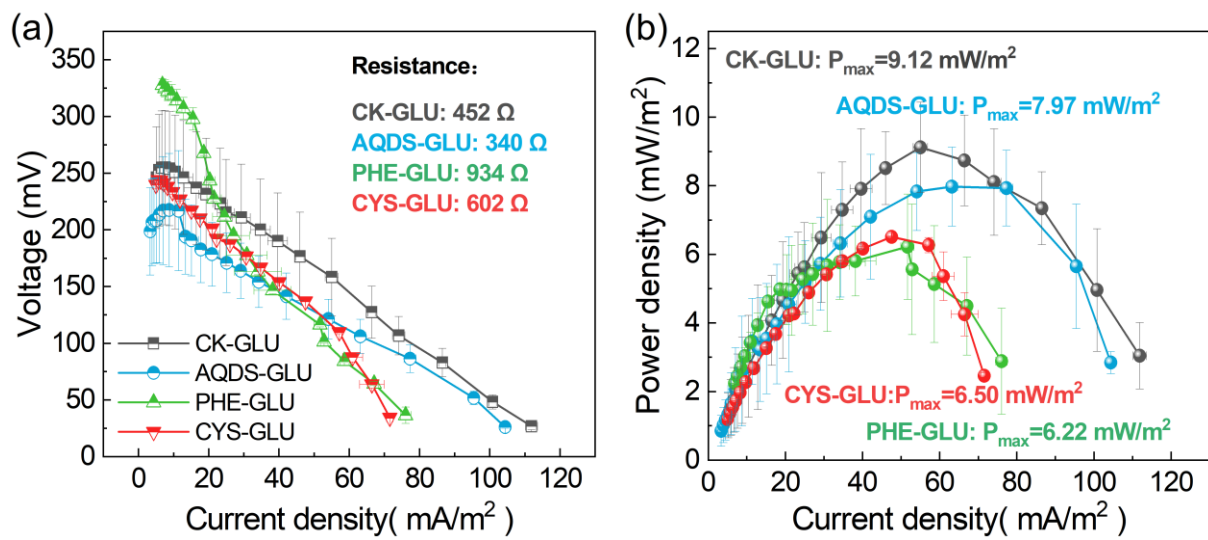 (a)
350
300
250
200
150
100
50
0
Voltage (mV)
0
20
40
60
80
100
120
Current density( mA/m²)
Resistance：
CK-GLU: 452 Ω
AQDS-GLU: 340 Ω
PHE-GLU: 934 Ω
CYS-GLU: 602 Ω
CK-GLU
AQDS-GLU
PHE-GLU
CYS-GLU
(b)
12
10
8
6
4
2
0
Power density (mW/m²)
0
20
40
60
80
100
120
Current density( mA/m²)
CK-GLU: Pmax=9.12 mW/m²
AQDS-GLU: Pmax=7.97 mW/m²
CYS-GLU:Pmax=6.50 mW/m²
PHE-GLU: Pmax=6.22 mW/m²